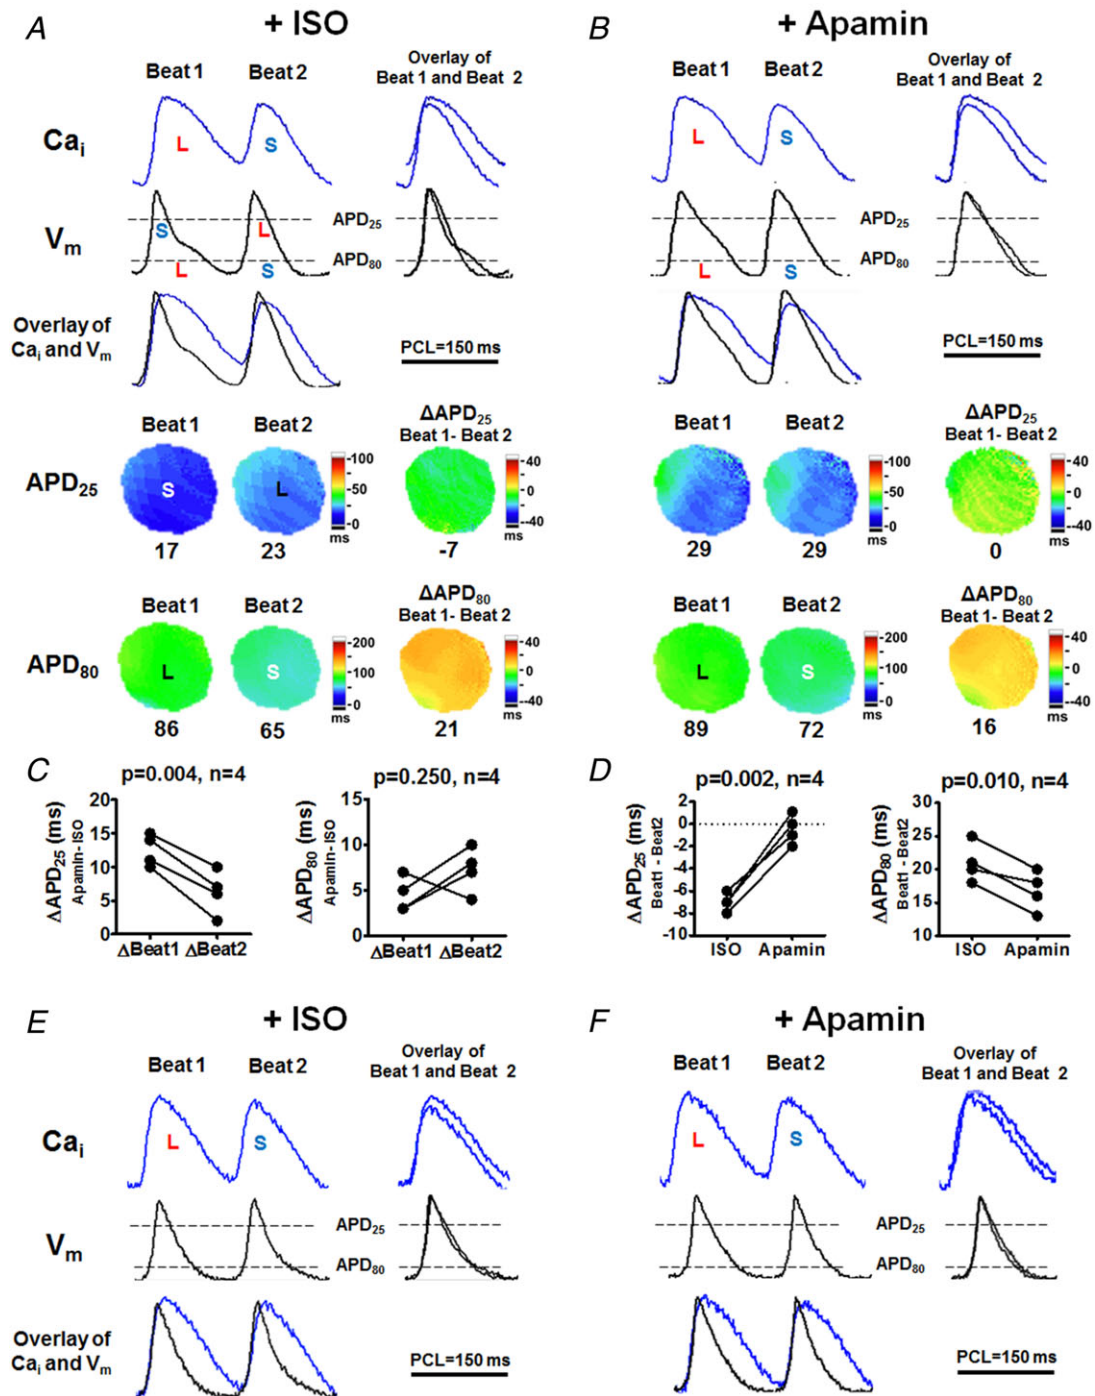 A
+ ISO
Beat 1
Beat 2
Overlay of
Beat 1 and Beat 2
Cai
L
S
Vm
S
L
L
S
APD25
APD80
Overlay of
Cai and Vm
PCL=150 ms
Beat 1
Beat 2
ΔAPD25
Beat 1- Beat 2
APD25
S
L
100
50
0
ms
40
20
0
-20
-40
ms
17
23
-7
Beat 1
Beat 2
ΔAPD80
Beat 1- Beat 2
APD80
L
S
200
100
0
ms
40
20
0
-20
-40
ms
86
65
21
B
+ Apamin
Beat 1
Beat 2
Overlay of
Beat 1 and Beat 2
L
S
L
S
APD25
APD80
PCL=150 ms
Beat 1
Beat 2
ΔAPD25
Beat 1- Beat 2
100
50
0
ms
40
20
0
-20
-40
ms
29
29
0
Beat 1
Beat 2
ΔAPD80
Beat 1- Beat 2
L
S
200
100
0
ms
40
20
0
-20
-40
ms
89
72
16
C
p=0.004, n=4
ΔAPD25 (ms)
Apamin- ISO
20
15
10
5
0
ΔBeat1 ΔBeat2
p=0.250, n=4
ΔAPD80 (ms)
Apamin- ISO
15
10
5
0
ΔBeat1 ΔBeat2
D
p=0.002, n=4
ΔAPD25 (ms)
Beat1 - Beat2
2
0
-2
-4
-6
-8
-10
ISO Apamin
p=0.010, n=4
ΔAPD80 (ms)
Beat1 - Beat2
30
25
20
15
10
ISO Apamin
E
+ ISO
Beat 1
Beat 2
Overlay of
Beat 1 and Beat 2
Cai
L
S
Vm
APD25
APD80
Overlay of
Cai and Vm
PCL=150 ms
F
+ Apamin
Beat 1
Beat 2
Overlay of
Beat 1 and Beat 2
L
S
APD25
APD80
PCL=150 ms